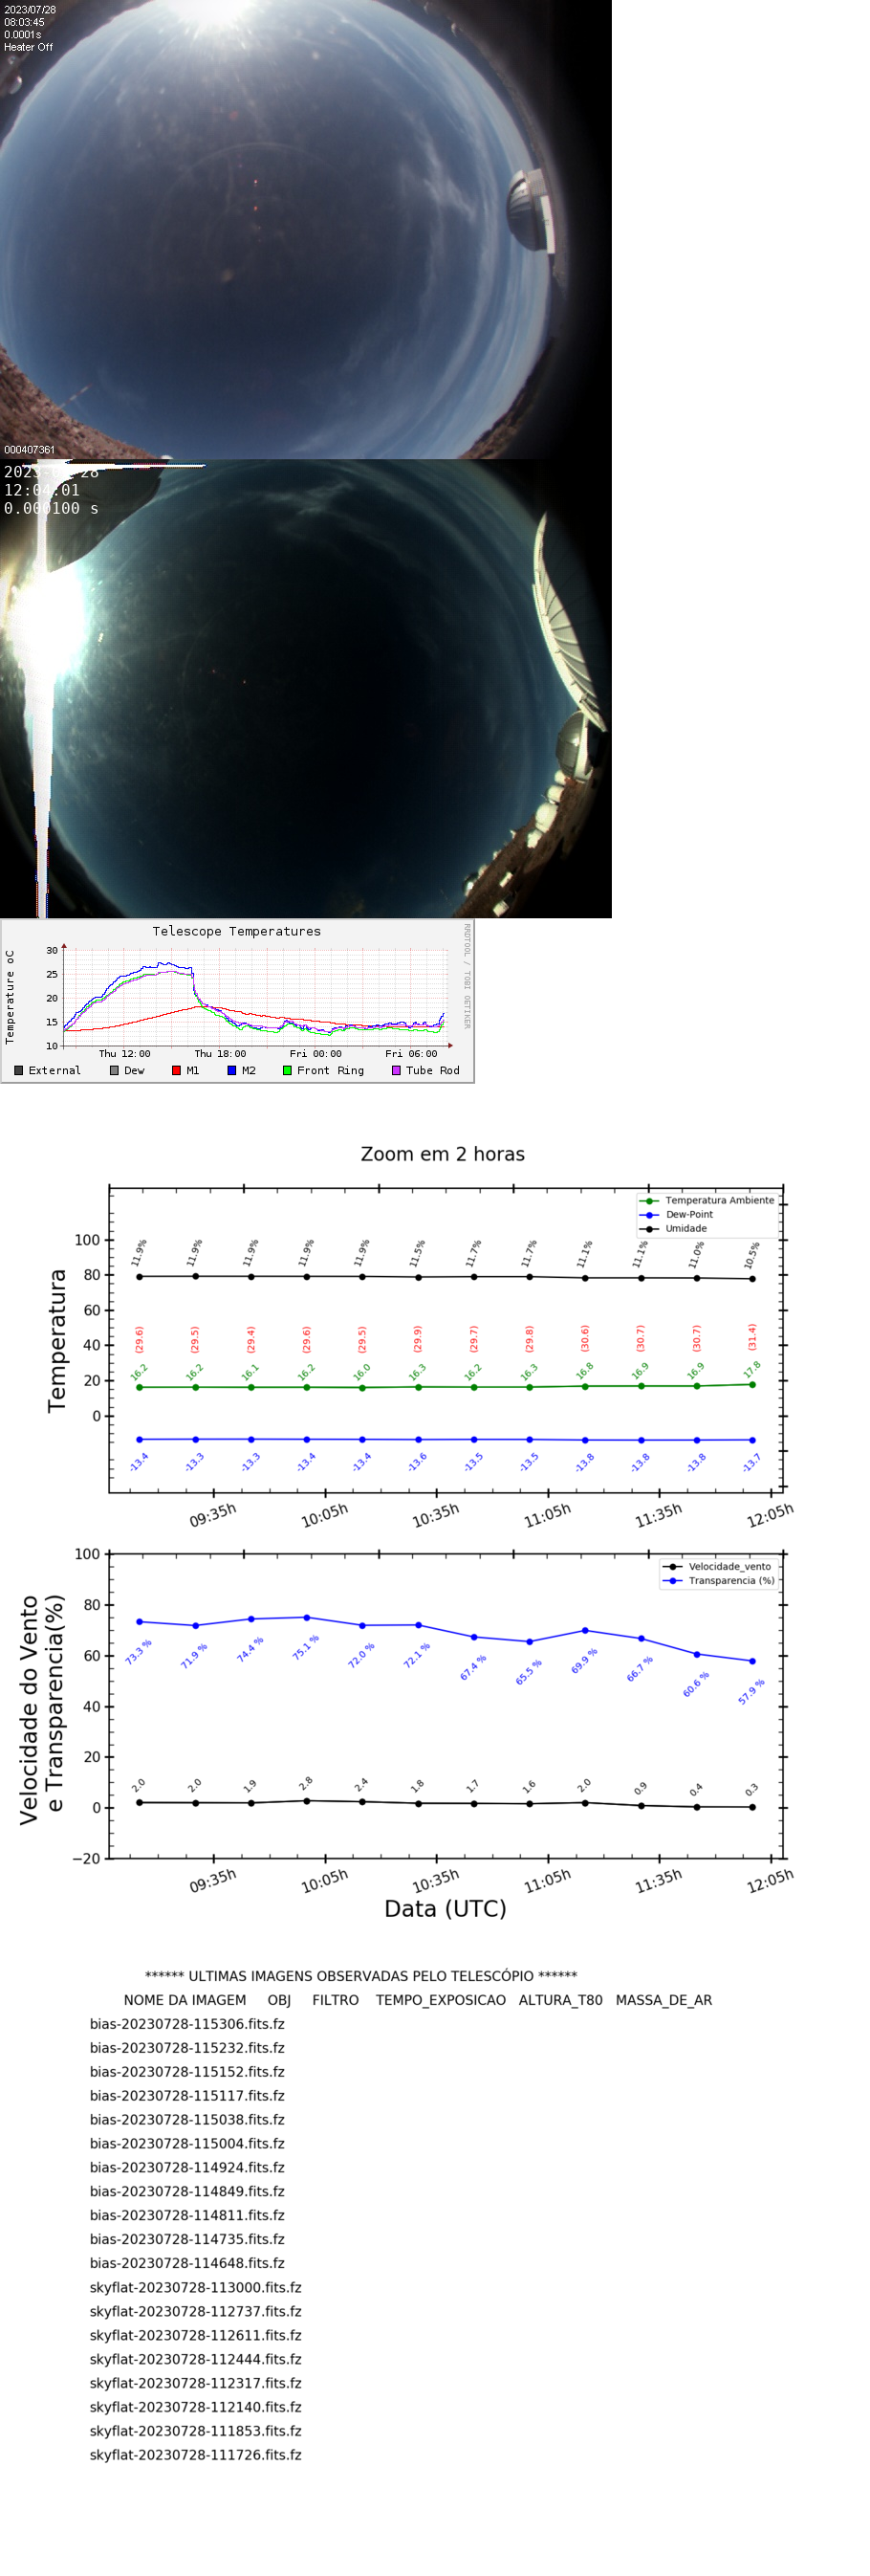 2023/07/28
08:03:45
0.0001s
Heater Off
000407361
28
12:04:01
0.000100 s
Telescope Temperatures
RRDTOOL / TOBI OETIKER
Temperature oC
30
25
20
15
10
Thu 12:00 Thu 18:00 Fri 00:00 Fri 06:00
External Dew M1 M2 Front Ring Tube Rod
Zoom em 2 horas
Temperatura Ambiente
Dew-Point
Umidade
Temperatura
100
80
60
40
20
0
11.9% 11.9% 11.9% 11.9% 11.9% 11.5% 11.7% 11.7% 11.1% 11.1% 11.0% 10.5%
(29.6) (29.5) (29.4) (29.6) (29.5) (29.9) (29.7) (29.8) (30.6) (30.7) (30.7) (31.4)
16.2 16.2 16.1 16.2 16.0 16.3 16.2 16.3 16.8 16.9 16.9 17.8
-13.4 -13.3 -13.3 -13.4 -13.4 -13.6 -13.5 -13.5 -13.8 -13.8 -13.8 -13.7
09:35h 10:05h 10:35h 11:05h 11:35h 12:05h
Velocidade_vento
Transparencia (%)
Velocidade do Vento
e Transparencia(%)
100
80
60
40
20
0
−20
73.3 % 71.9 % 74.4 % 75.1 % 72.0 % 72.1 % 67.4 % 65.5 % 69.9 % 66.7 % 60.6 % 57.9 %
2.0 2.0 1.9 2.8 2.4 1.8 1.7 1.6 2.0 0.9 0.4 0.3
09:35h 10:05h 10:35h 11:05h 11:35h 12:05h
Data (UTC)
****** ULTIMAS IMAGENS OBSERVADAS PELO TELESCÓPIO ******
NOME DA IMAGEM OBJ FILTRO TEMPO_EXPOSICAO ALTURA_T80 MASSA_DE_AR
bias-20230728-115306.fits.fz
bias-20230728-115232.fits.fz
bias-20230728-115152.fits.fz
bias-20230728-115117.fits.fz
bias-20230728-115038.fits.fz
bias-20230728-115004.fits.fz
bias-20230728-114924.fits.fz
bias-20230728-114849.fits.fz
bias-20230728-114811.fits.fz
bias-20230728-114735.fits.fz
bias-20230728-114648.fits.fz
skyflat-20230728-113000.fits.fz
skyflat-20230728-112737.fits.fz
skyflat-20230728-112611.fits.fz
skyflat-20230728-112444.fits.fz
skyflat-20230728-112317.fits.fz
skyflat-20230728-112140.fits.fz
skyflat-20230728-111853.fits.fz
skyflat-20230728-111726.fits.fz